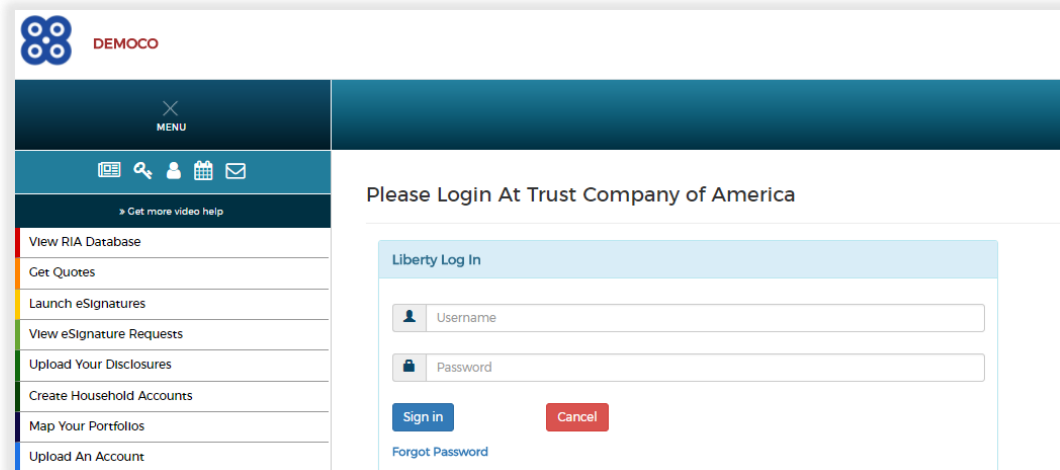 DEMOCO
MENU
» Get more video help
View RIA Database
Get Quotes
Launch eSignatures
View eSignature Requests
Upload Your Disclosures
Create Household Accounts
Map Your Portfolios
Upload An Account
Please Login At Trust Company of America
Liberty Log In
Username
Password
Sign in
Cancel
Forgot Password